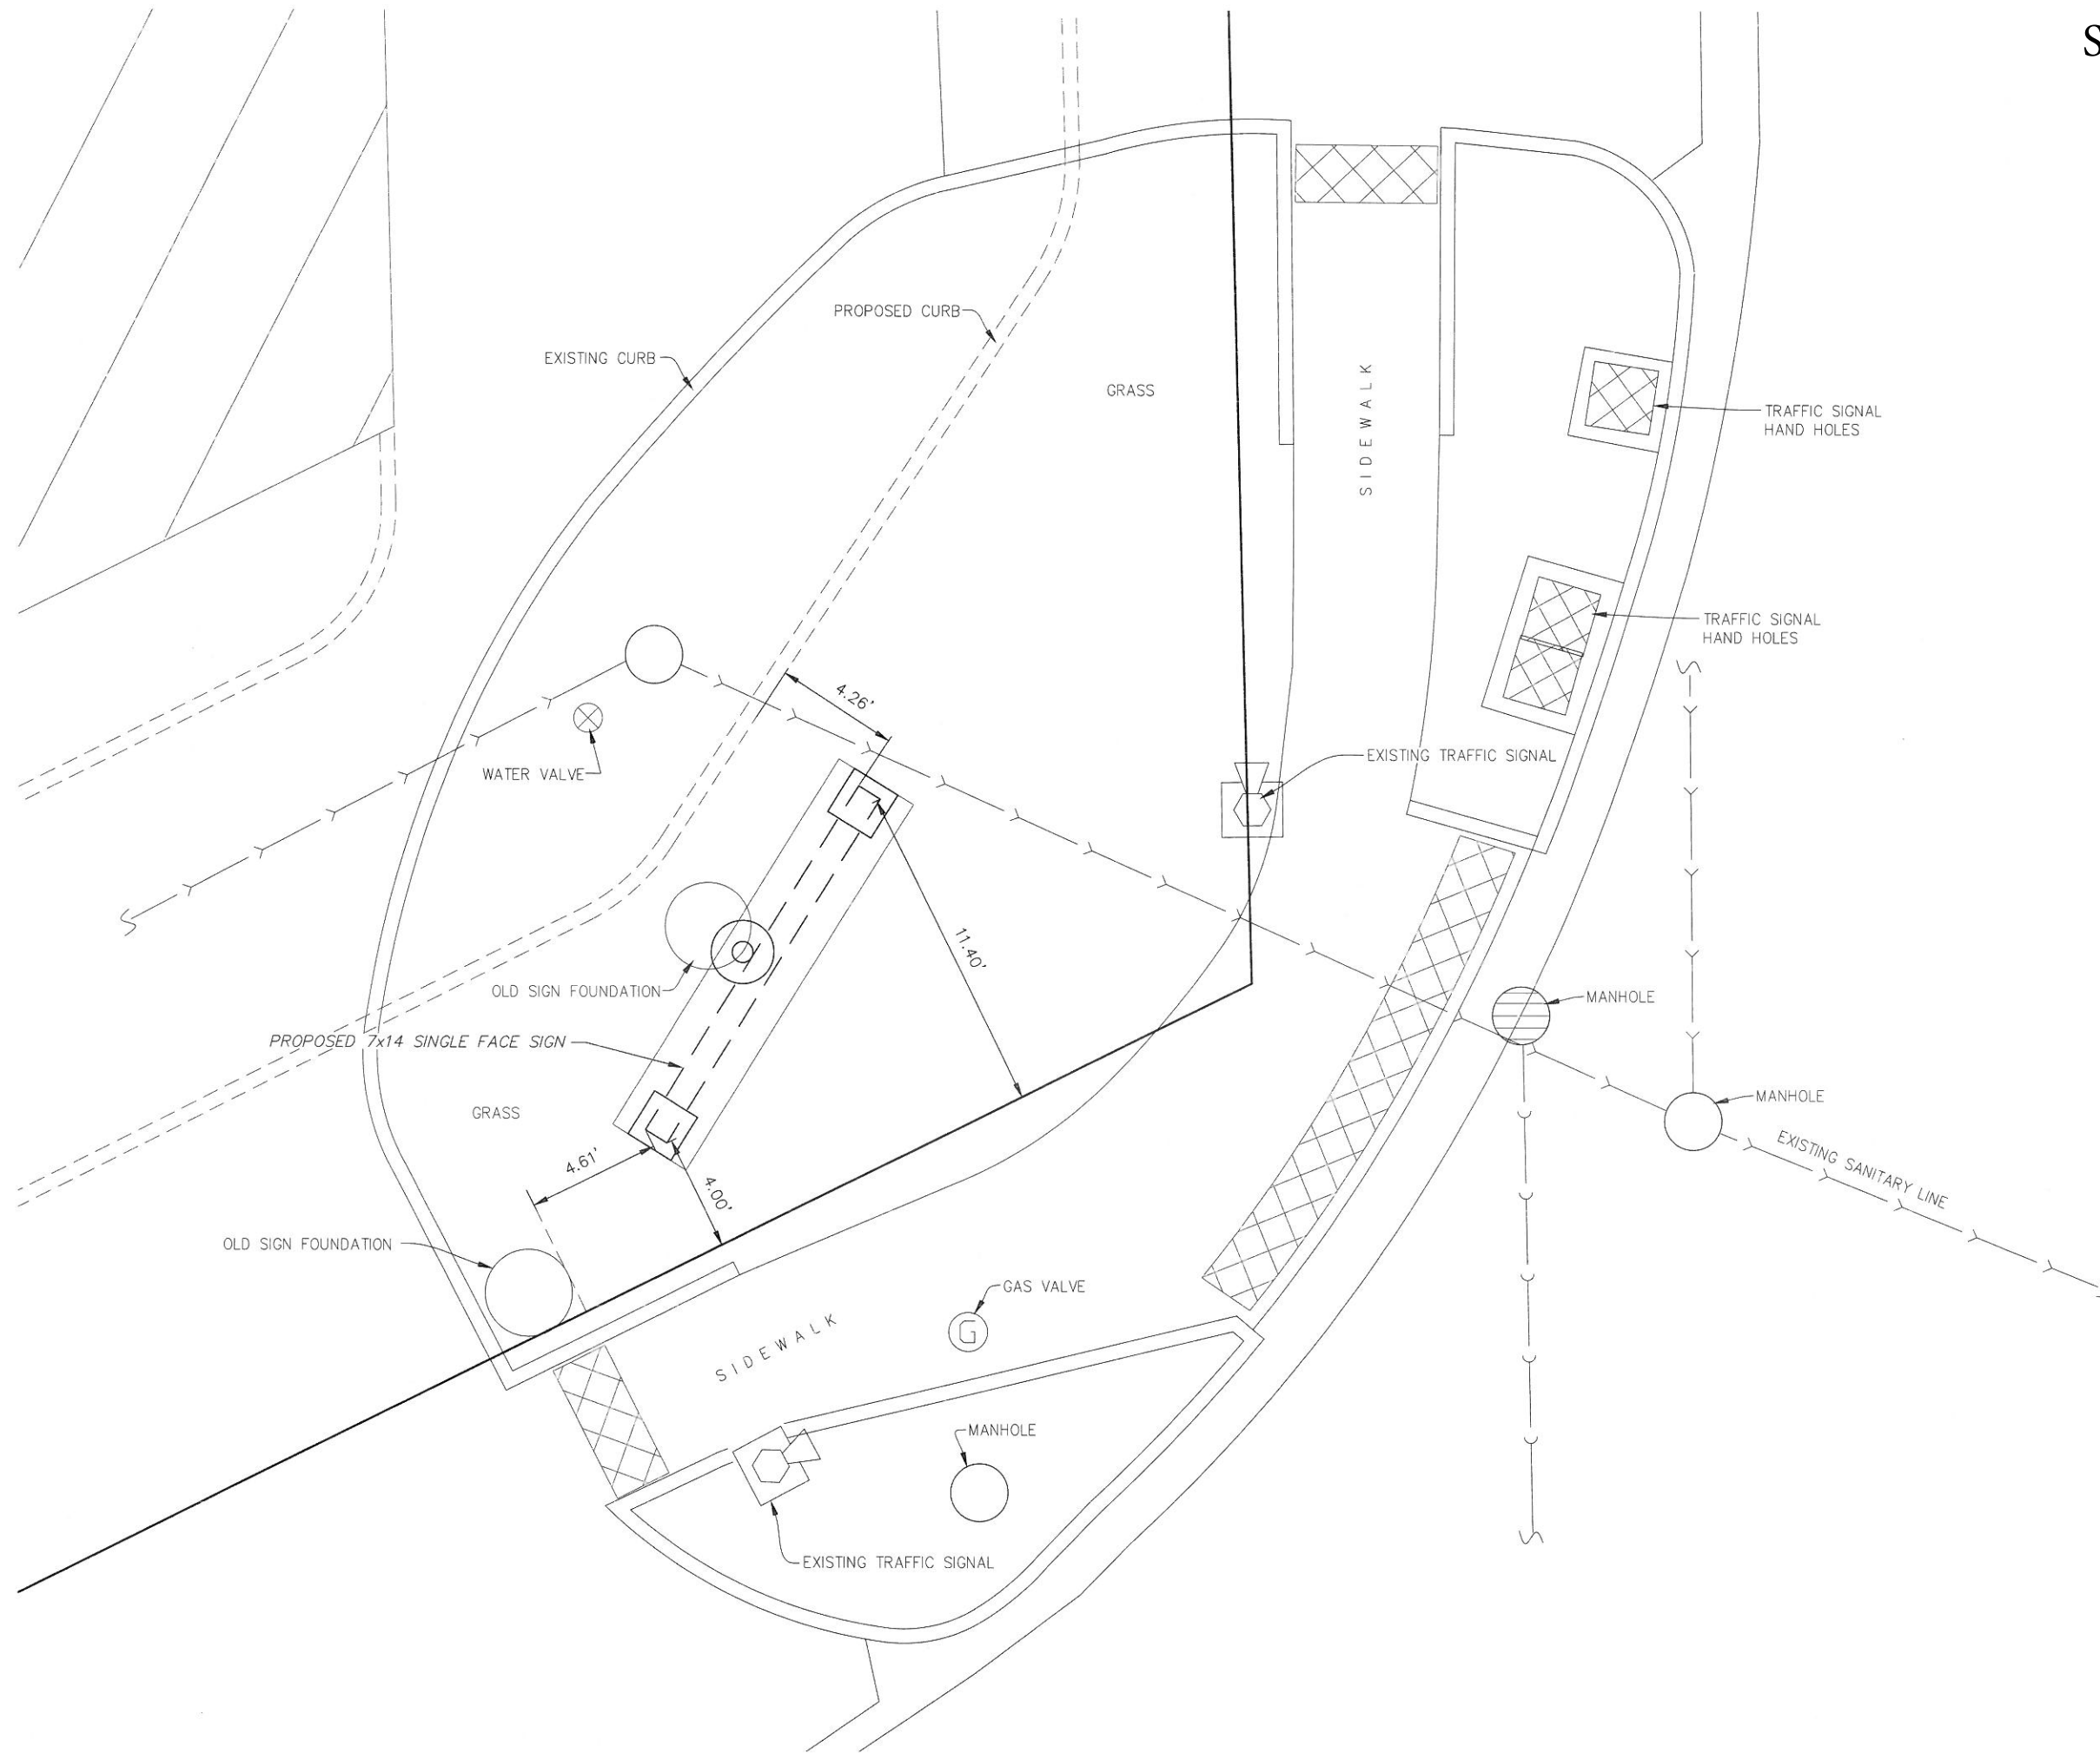 S
PROPOSED CURB
EXISTING CURB
GRASS
SIDEWALK
TRAFFIC SIGNAL
HAND HOLES
TRAFFIC SIGNAL
HAND HOLES
4.26'
EXISTING TRAFFIC SIGNAL
WATER VALVE
11.40'
OLD SIGN FOUNDATION
MANHOLE
PROPOSED 7x14 SINGLE FACE SIGN
MANHOLE
GRASS
EXISTING SANITARY LINE
4.61'
4.00'
OLD SIGN FOUNDATION
GAS VALVE
G
SIDEWALK
MANHOLE
EXISTING TRAFFIC SIGNAL